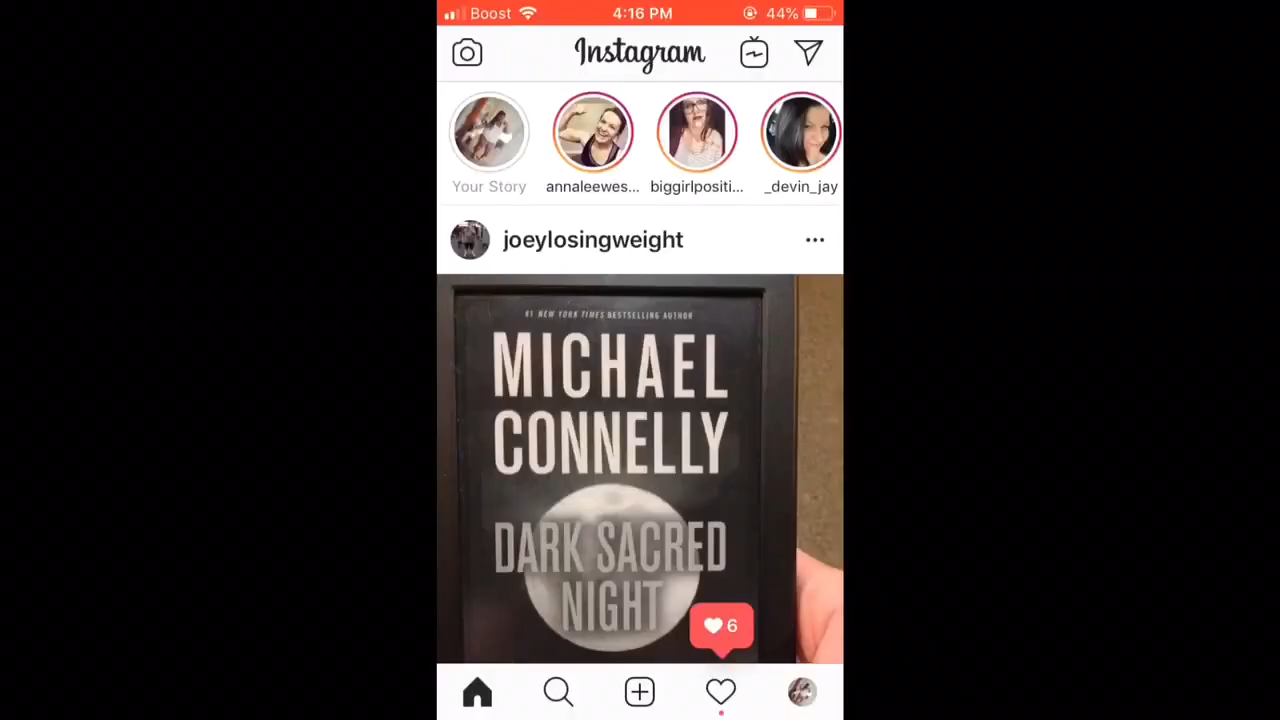 Boost 4:16 PM 44%
Instagram
Your Story annaleewes... biggirlpositi... _devin_jay
joeylosingweight
#1 NEW YORK TIMES BESTSELLING AUTHOR
MICHAEL
CONNELLY
DARK SACRED
NIGHT
6